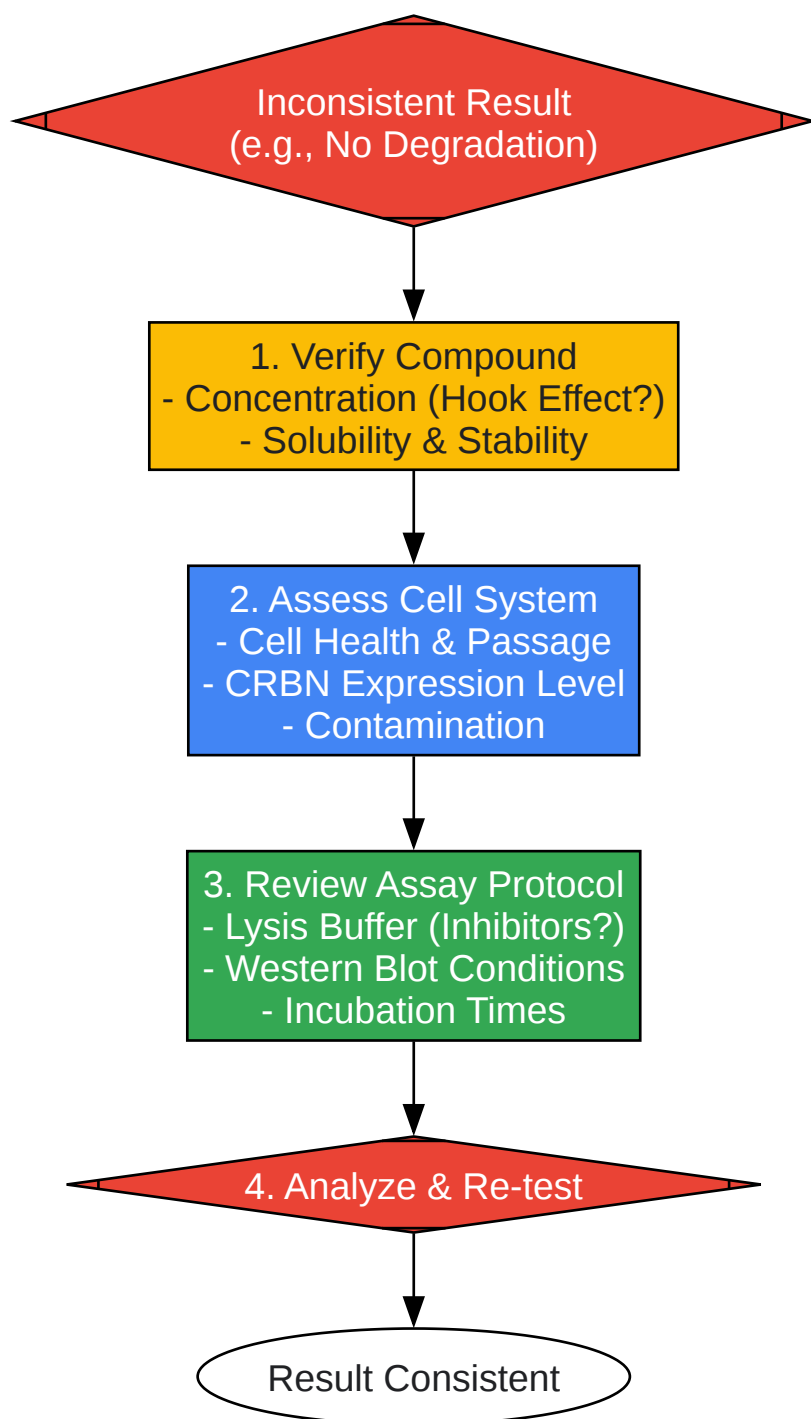 Inconsistent Result
(e.g., No Degradation)
1. Verify Compound
- Concentration (Hook Effect?)
- Solubility & Stability
2. Assess Cell System
- Cell Health & Passage
- CRBN Expression Level
- Contamination
3. Review Assay Protocol
- Lysis Buffer (Inhibitors?)
- Western Blot Conditions
- Incubation Times
4. Analyze & Re-test
Result Consistent